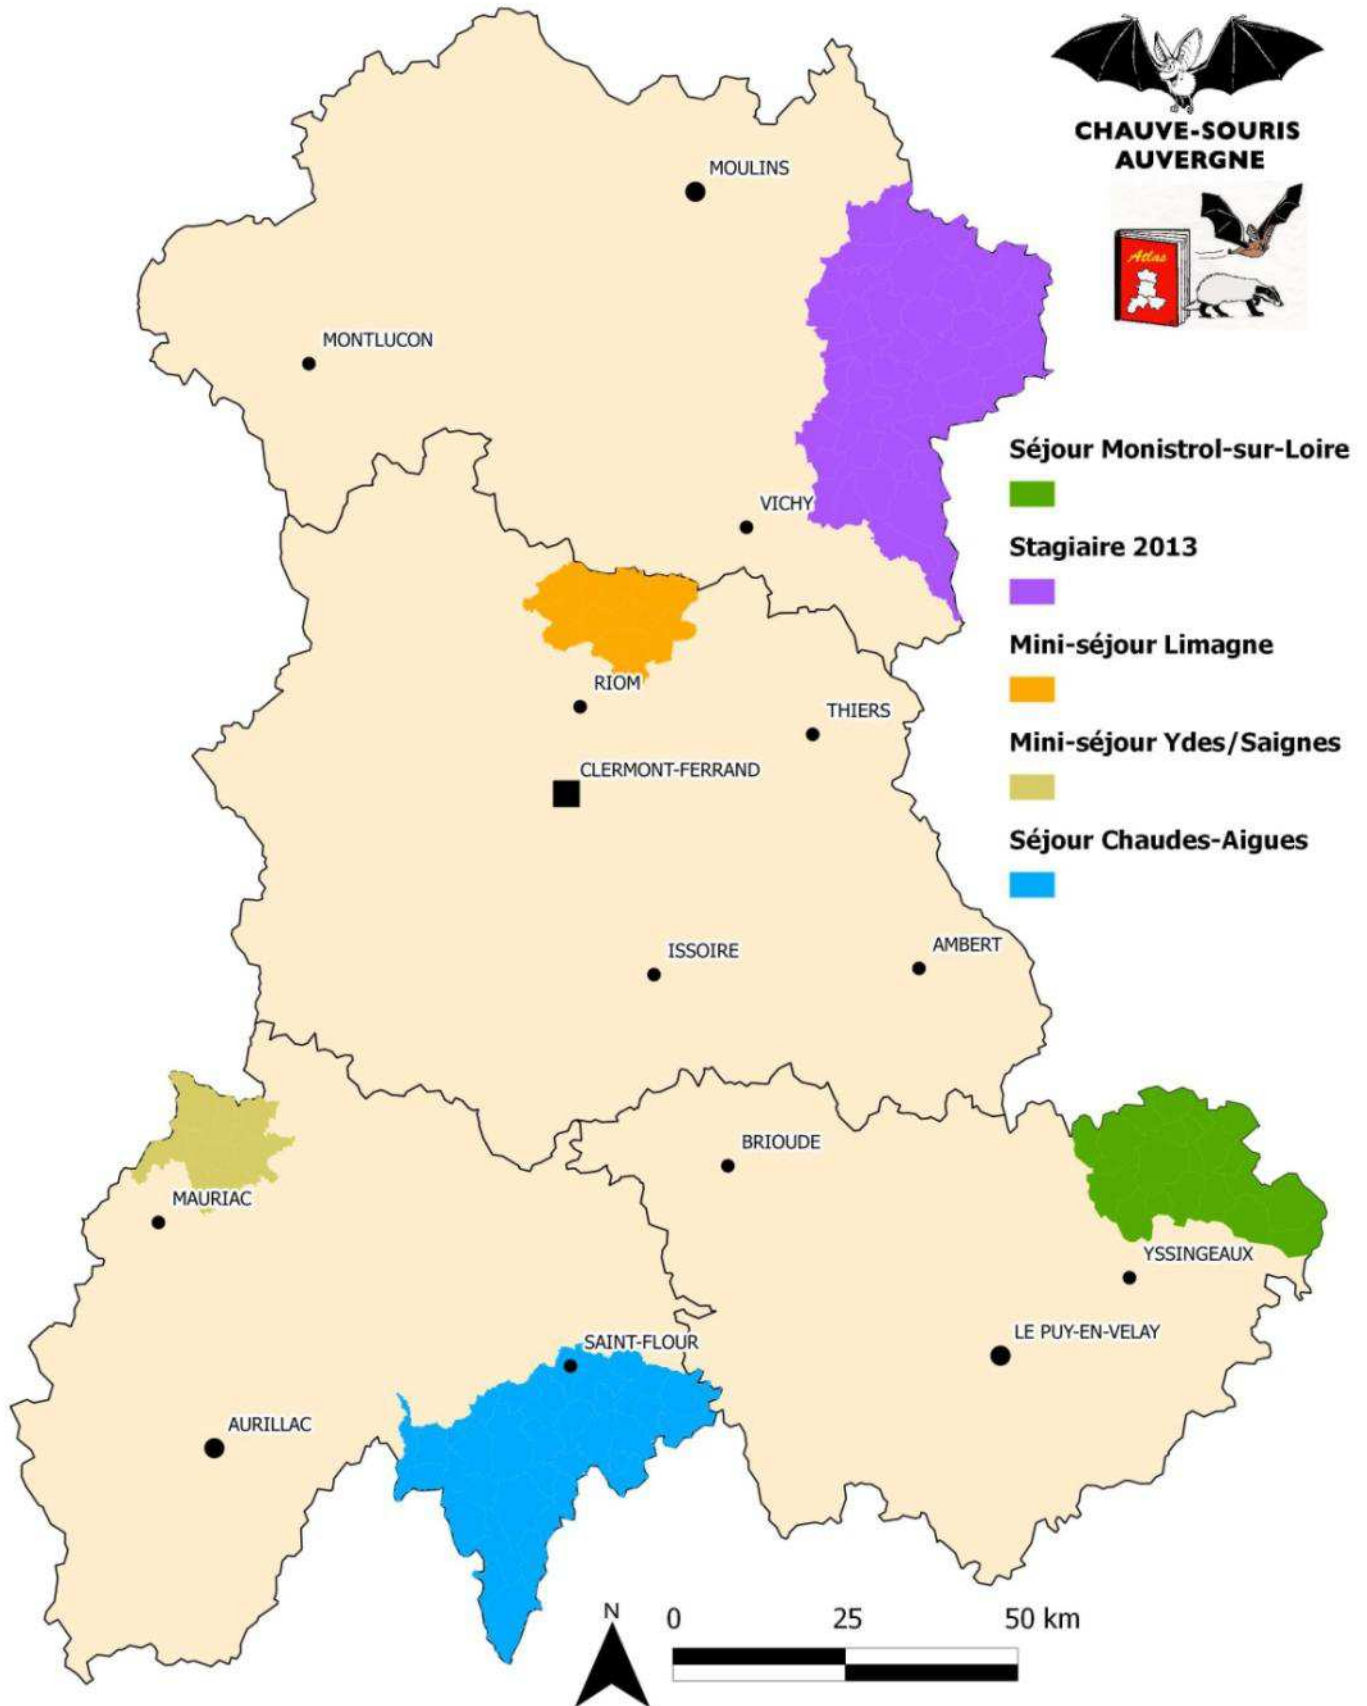 CHAUVE-SOURIS
AUVERGNE
Atlas
MOULINS
MONTLUCON
VICHY
Séjour Monistrol-sur-Loire
Stagiaire 2013
Mini-séjour Limagne
Mini-séjour Ydes/Saignes
Séjour Chaudes-Aigues
RIOM
THIERS
CLERMONT-FERRAND
ISSOIRE
AMBERT
BRIOUDE
MAURIAC
YSSINGEAUX
LE PUY-EN-VELAY
SAINT-FLOUR
AURILLAC
N
0 25 50 km